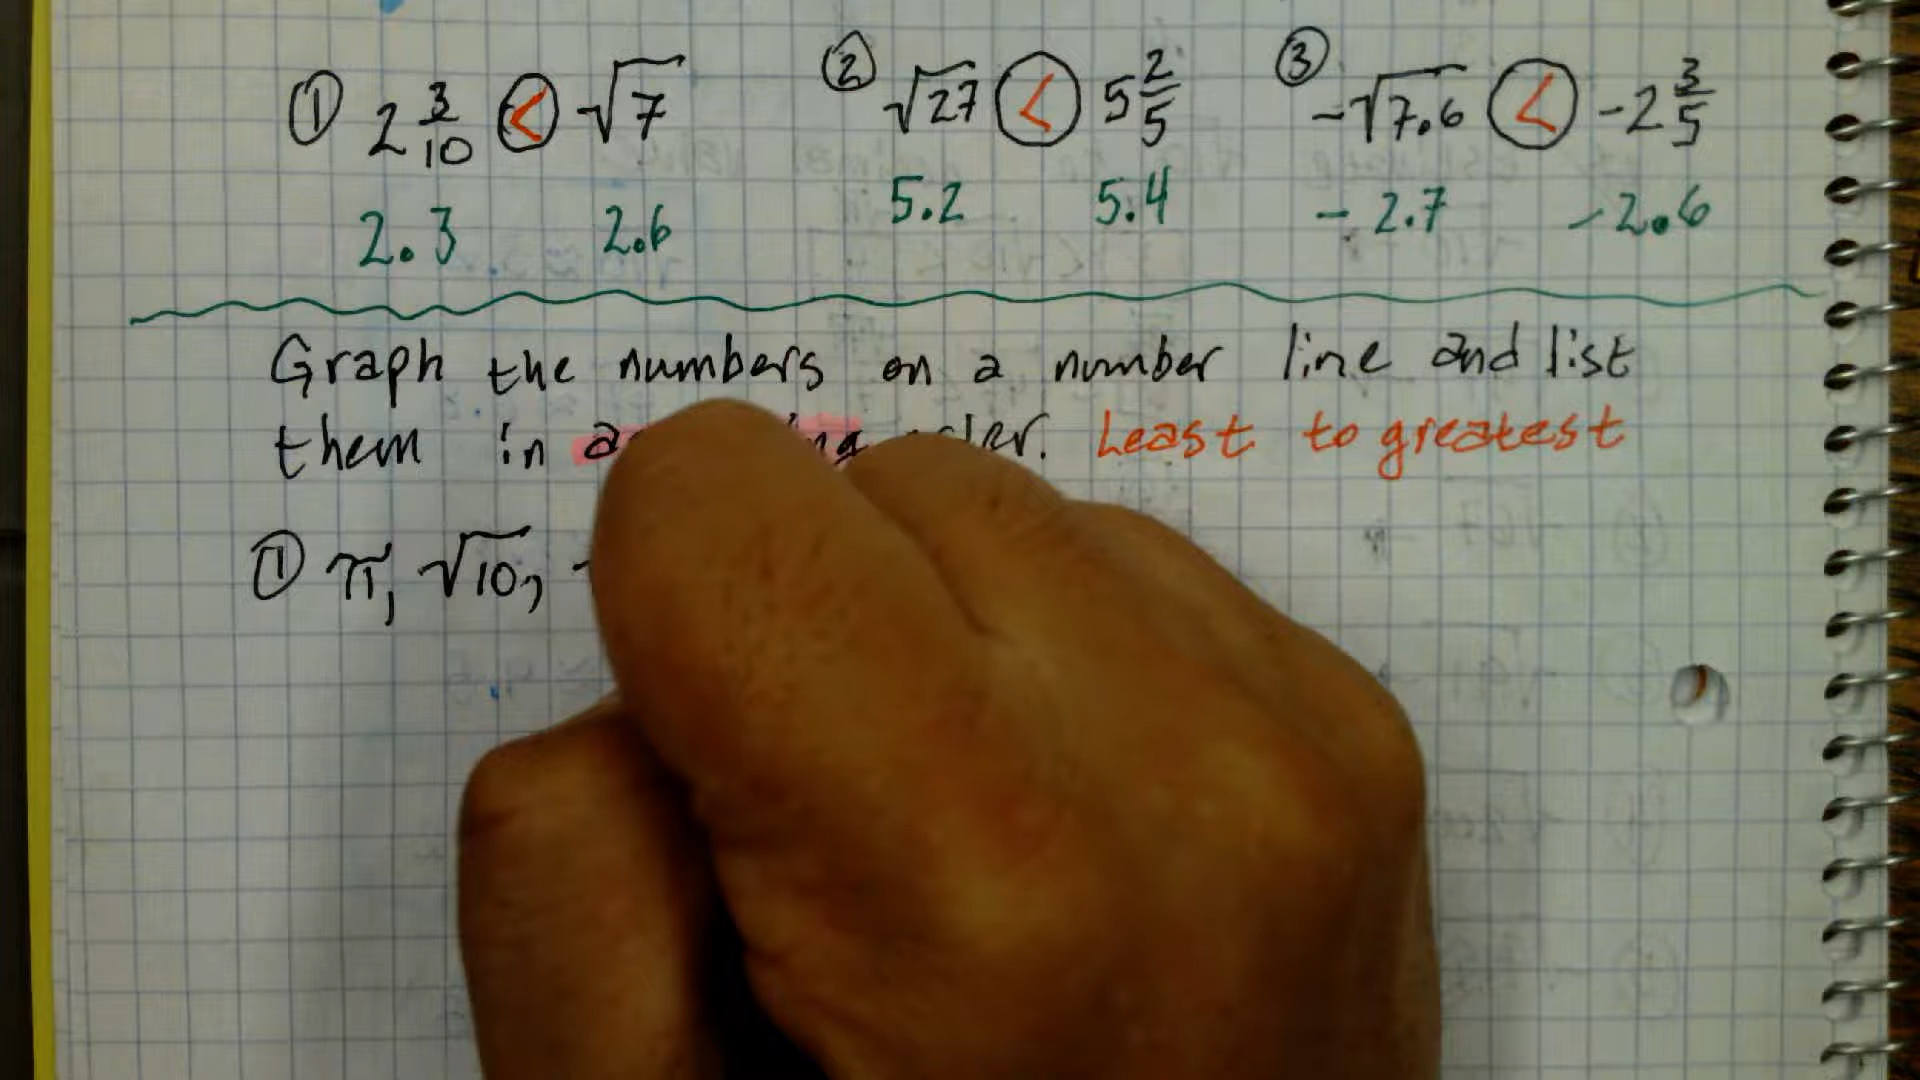 ① 2 3/10 < √7 ② √27 < 5 2/5 ③ -√7.6 < -2 3/5
2.3 2.6 5.2 5.4 -2.7 -2.6
Graph the numbers on a number line and list
them in Least to greatest
① π, √10,